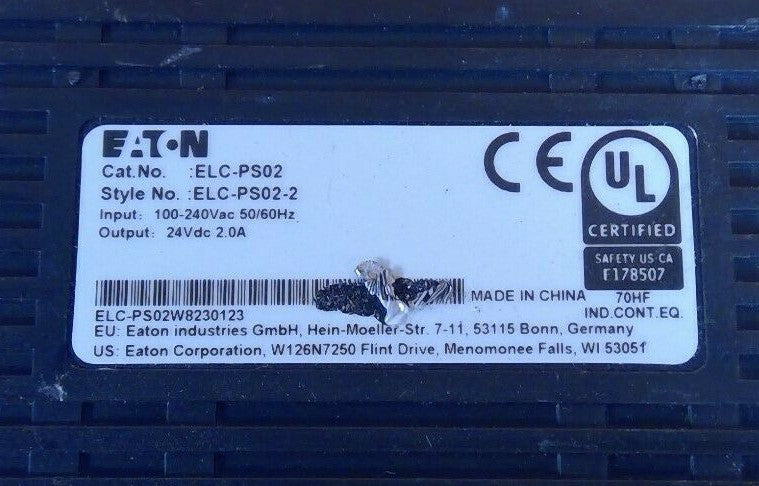 EATON
Cat.No. :ELC-PS02
Style No. :ELC-PS02-2
Input: 100-240Vac 50/60Hz
Output: 24Vdc 2.0A
CE
UL
CERTIFIED
SAFETY US CA
E178507
ELC-PS02W8230123
MADE IN CHINA
70HF
IND.CONT.EQ.
EU: Eaton industries GmbH, Hein-Moeller-Str. 7-11, 53115 Bonn, Germany
US: Eaton Corporation, W126N7250 Flint Drive, Menomonee Falls, WI 53051